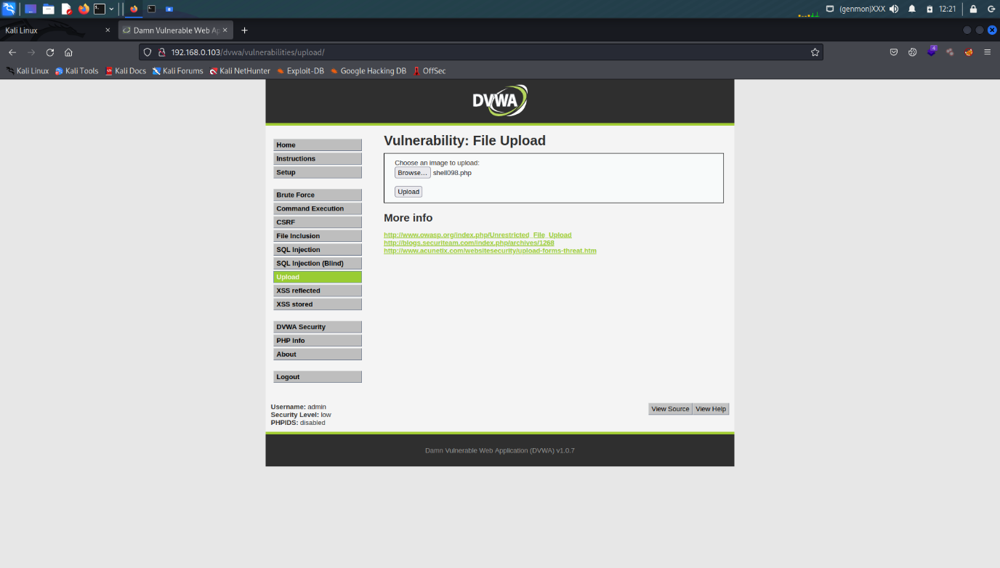 (genmon)XXX 12:21
Kali Linux
Damn Vulnerable Web Ap
192.168.0.103/dvwa/vulnerabilities/upload/
4
Kali Linux Kali Tools Kali Docs Kali Forums Kali NetHunter Exploit-DB Google Hacking DB OffSec
DVWA
Home
Instructions
Setup
Brute Force
Command Execution
CSRF
File Inclusion
SQL Injection
SQL Injection (Blind)
Upload
XSS reflected
XSS stored
DVWA Security
PHP Info
About
Logout
Vulnerability: File Upload
Choose an image to upload:
Browse... shell098.php
Upload
More info
http://www.owasp.org/index.php/Unrestricted_File_Upload
http://blogs.securiteam.com/index.php/archives/1268
http://www.acunetix.com/websitesecurity/upload-forms-threat.htm
Username: admin
Security Level: low
PHPIDS: disabled
View Source View Help
Damn Vulnerable Web Application (DVWA) v1.0.7